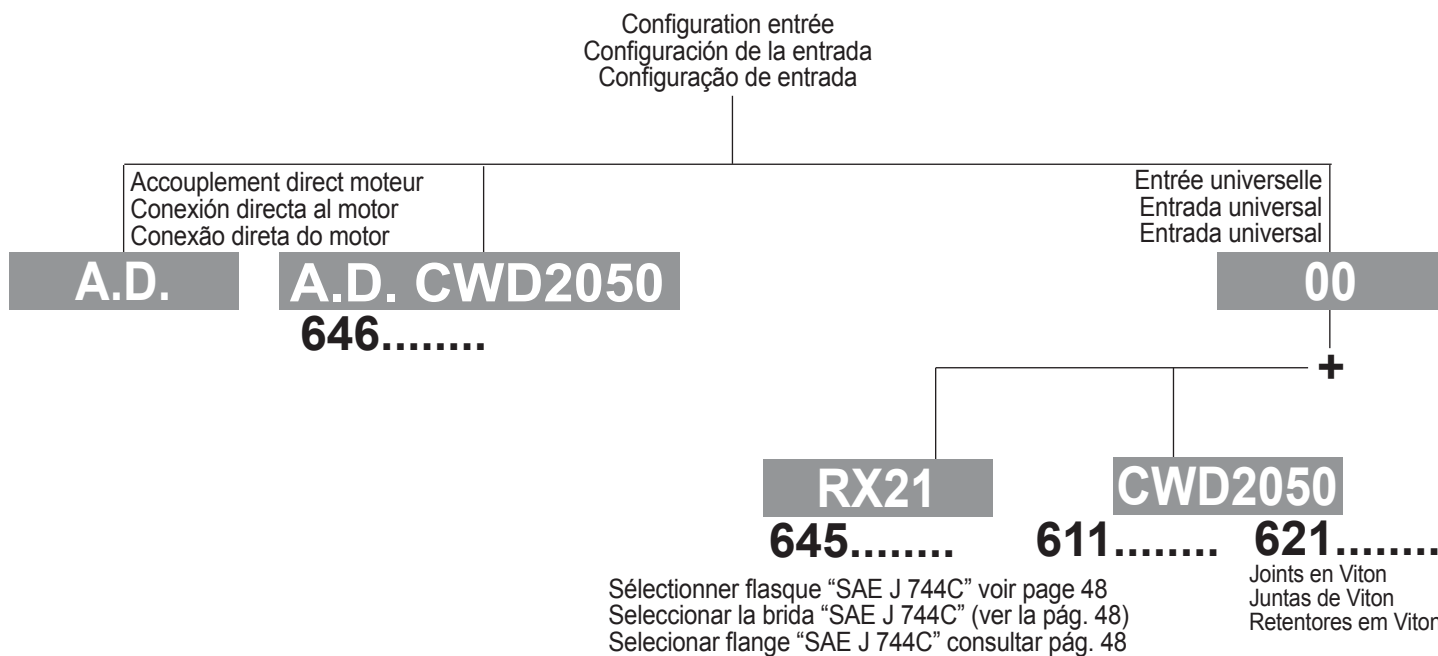 Configuration entrée
Configuración de la entrada
Configuração de entrada
Accouplement direct moteur
Conexión directa al motor
Conexão direta do motor
Entrée universelle
Entrada universal
Entrada universal
A.D.
A.D. CWD2050
00
646........
+
RX21
CWD2050
645........
611........
621........
Sélectionner flasque “SAE J 744C” voir page 48
Seleccionar la brida “SAE J 744C” (ver la pág. 48)
Selecionar flange “SAE J 744C” consultar pág. 48
Joints en Viton
Juntas de Viton
Retentores em Viton